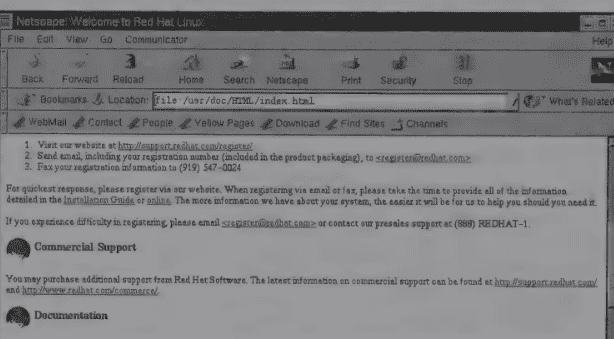 Netscape: Welcome to Red Hat Linux
File Edit View Go Communicator Help
Back Forward Reload Home Search Netscape Print Security Stop
Bookmarks Location: file:/usr/doc/HTML/index.html What's Related
WebMail Contact People Yellow Pages Download Find Sites Channels
1. Visit our website at http://support.redhat.com/register/
2. Send email, including your registration number (included in the product packaging), to <register@redhat.com>
3. Fax your registration information to (919) 547-0024
For quickest response, please register via our website. When registering via email or fax, please take the time to provide all of the information
detailed in the Installation Guide or online. The more information we have about your system, the easier it will be for us to help you should you need it.
If you experience difficulty in registering, please email <register@redhat.com> or contact our presales support at (888) REDHAT-1.
Commercial Support
You may purchase additional support from Red Hat Software. The latest information on commercial support can be found at http://support.redhat.com/
and http://www.redhat.com/commerce/.
Documentation